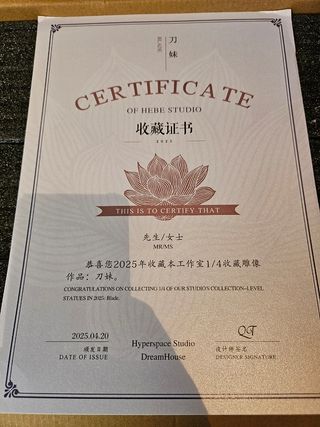 刀妹
CERTIFICATE
OF HEBE STUDIO
收藏证书
2025
THIS IS TO CERTIFY THAT
先生/女士
MR/MS
恭喜您2025年收藏本工作室1/4收藏雕像
作品：刀妹。
CONGRATULATIONS ON COLLECTING 1/4 OF OUR STUDIO'S COLLECTION-LEVEL
STATUES IN 2025: Blade.
2025.04.20
颁发日期
DATE OF ISSUE
Hyperspace Studio
DreamHouse
设计师签名
DESIGNER SIGNATURE